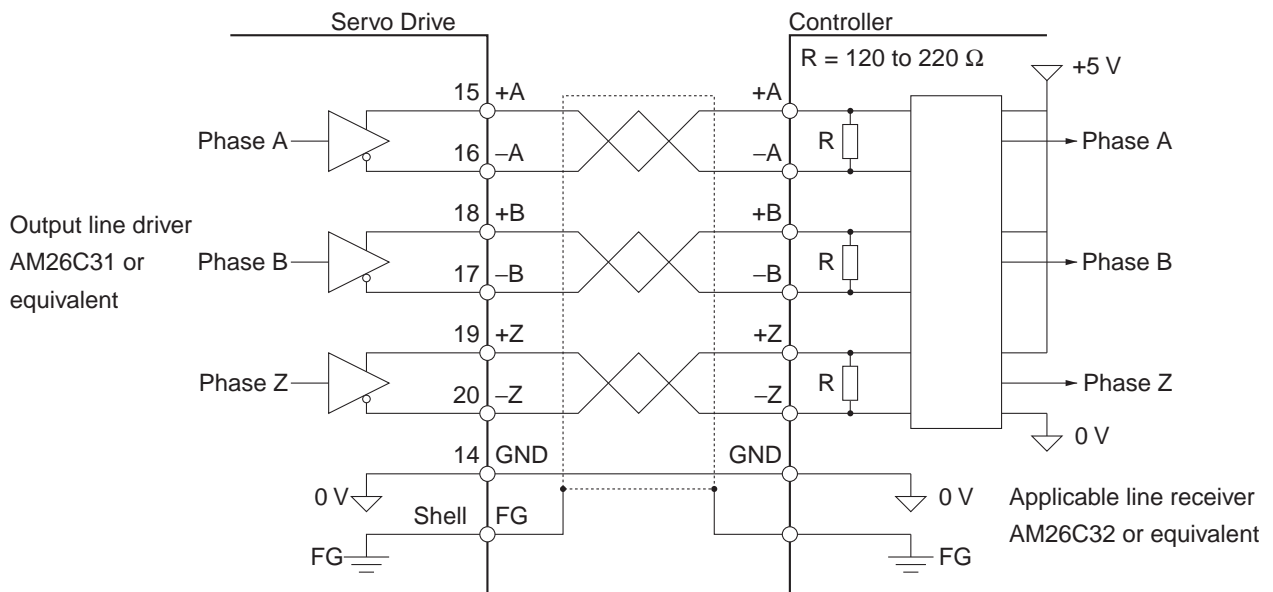 Servo Drive
Controller
R = 120 to 220 Ω
+5 V
15 +A
+A
Phase A
R
Phase A
16 –A
–A
18 +B
+B
Output line driver
AM26C31 or
equivalent
Phase B
R
Phase B
17 –B
–B
19 +Z
+Z
Phase Z
R
Phase Z
20 –Z
–Z
0 V
14 GND
GND
0 V
0 V
Applicable line receiver
AM26C32 or equivalent
Shell FG
FG
FG